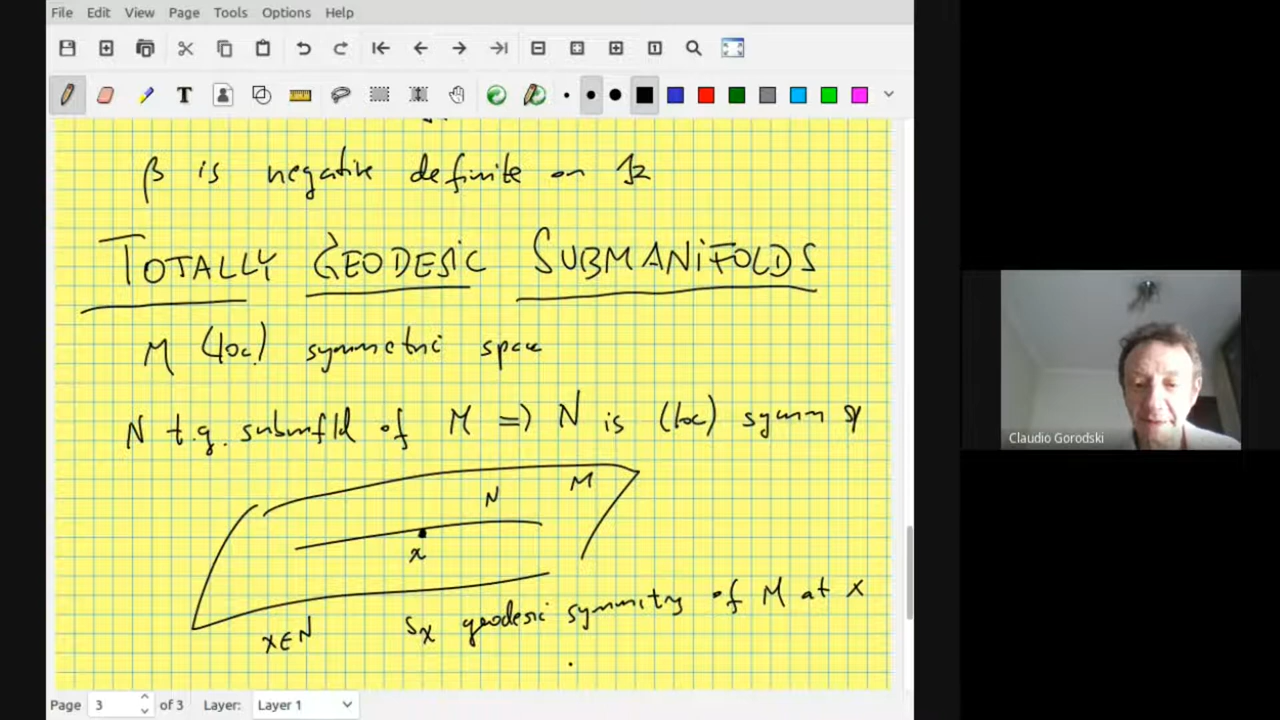 File Edit View Page Tools Options Help
β is negative definite on k
TOTALLY GEODESIC SUBMANIFOLDS
M (loc) symmetric space
N t.g. submfld of M => N is (loc) symm sp
M
N
x
x∈N s_x geodesic symmetry of M at x
Claudio Gorodski
Page 3 of 3 Layer: Layer 1